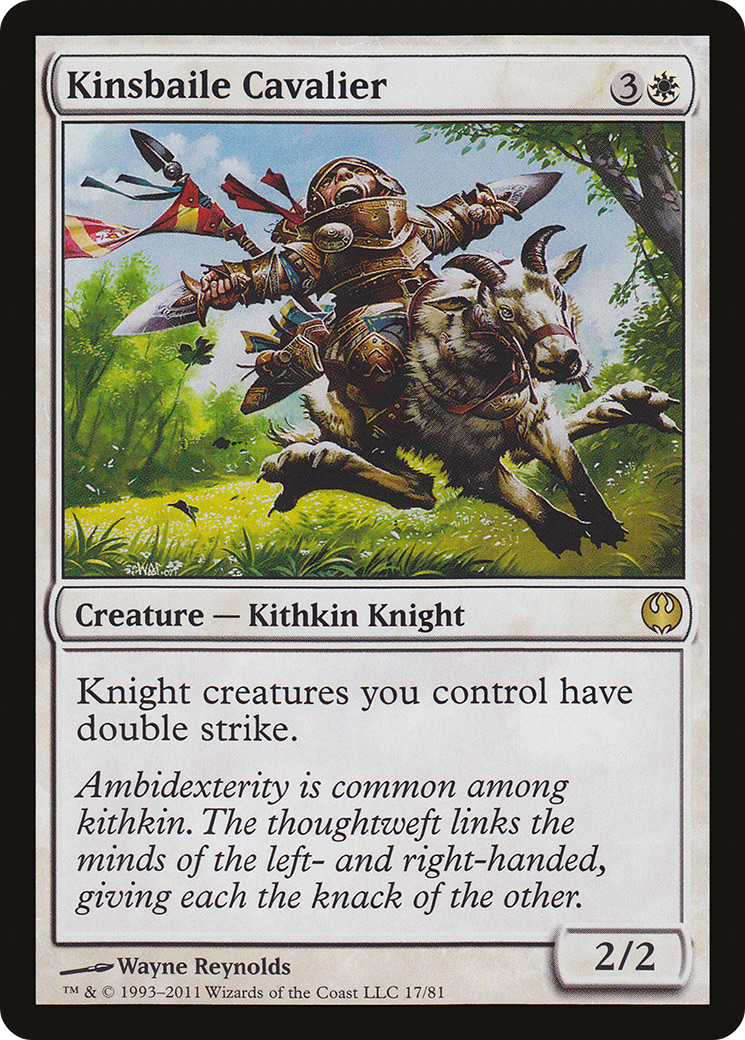 Kinsbaile Cavalier 3
Creature — Kithkin Knight
Knight creatures you control have
double strike.
Ambidexterity is common among
kithkin. The thoughtweft links the
minds of the left- and right-handed,
giving each the knack of the other.
2/2
Wayne Reynolds
™ & © 1993–2011 Wizards of the Coast LLC 17/81